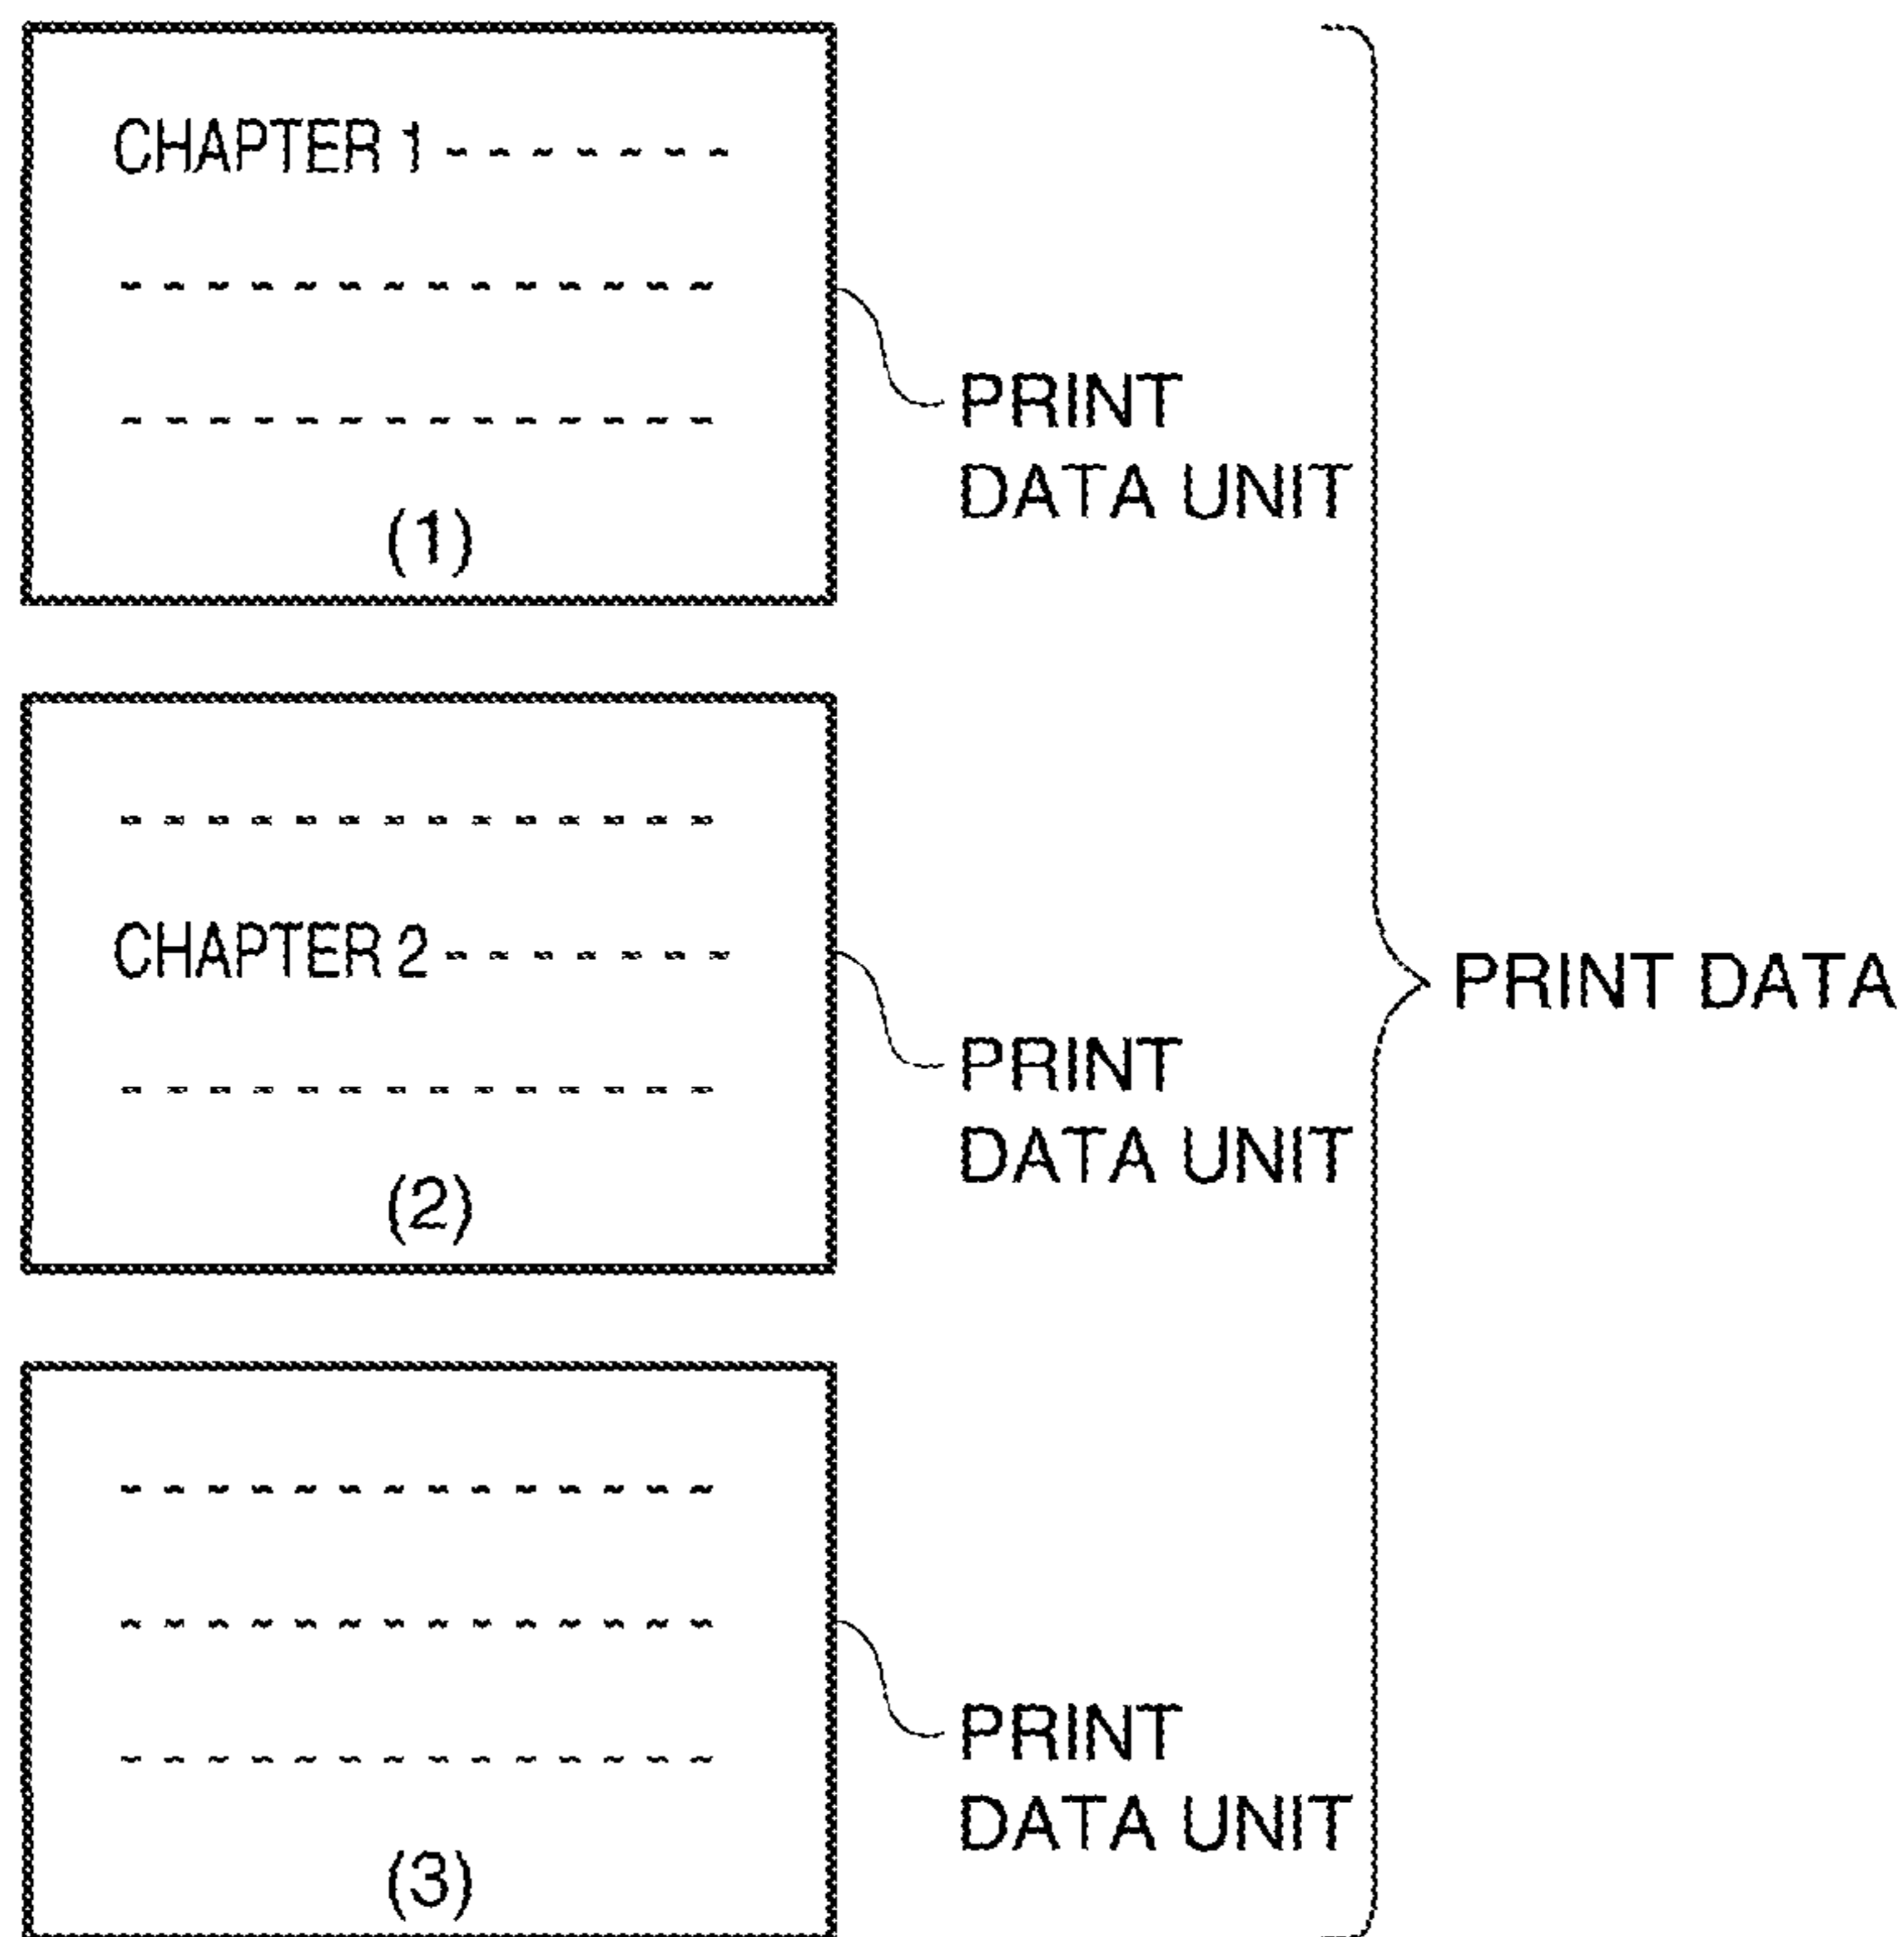 CHAPTER 1 - - - - - - -
- - - - - - - - - - - - - -
- - - - - - - - - - - - - -
(1)
PRINT
DATA UNIT
- - - - - - - - - - - - - -
CHAPTER 2 - - - - - - -
- - - - - - - - - - - - - -
(2)
PRINT
DATA UNIT
- - - - - - - - - - - - - -
- - - - - - - - - - - - - -
- - - - - - - - - - - - - -
(3)
PRINT
DATA UNIT
PRINT DATA